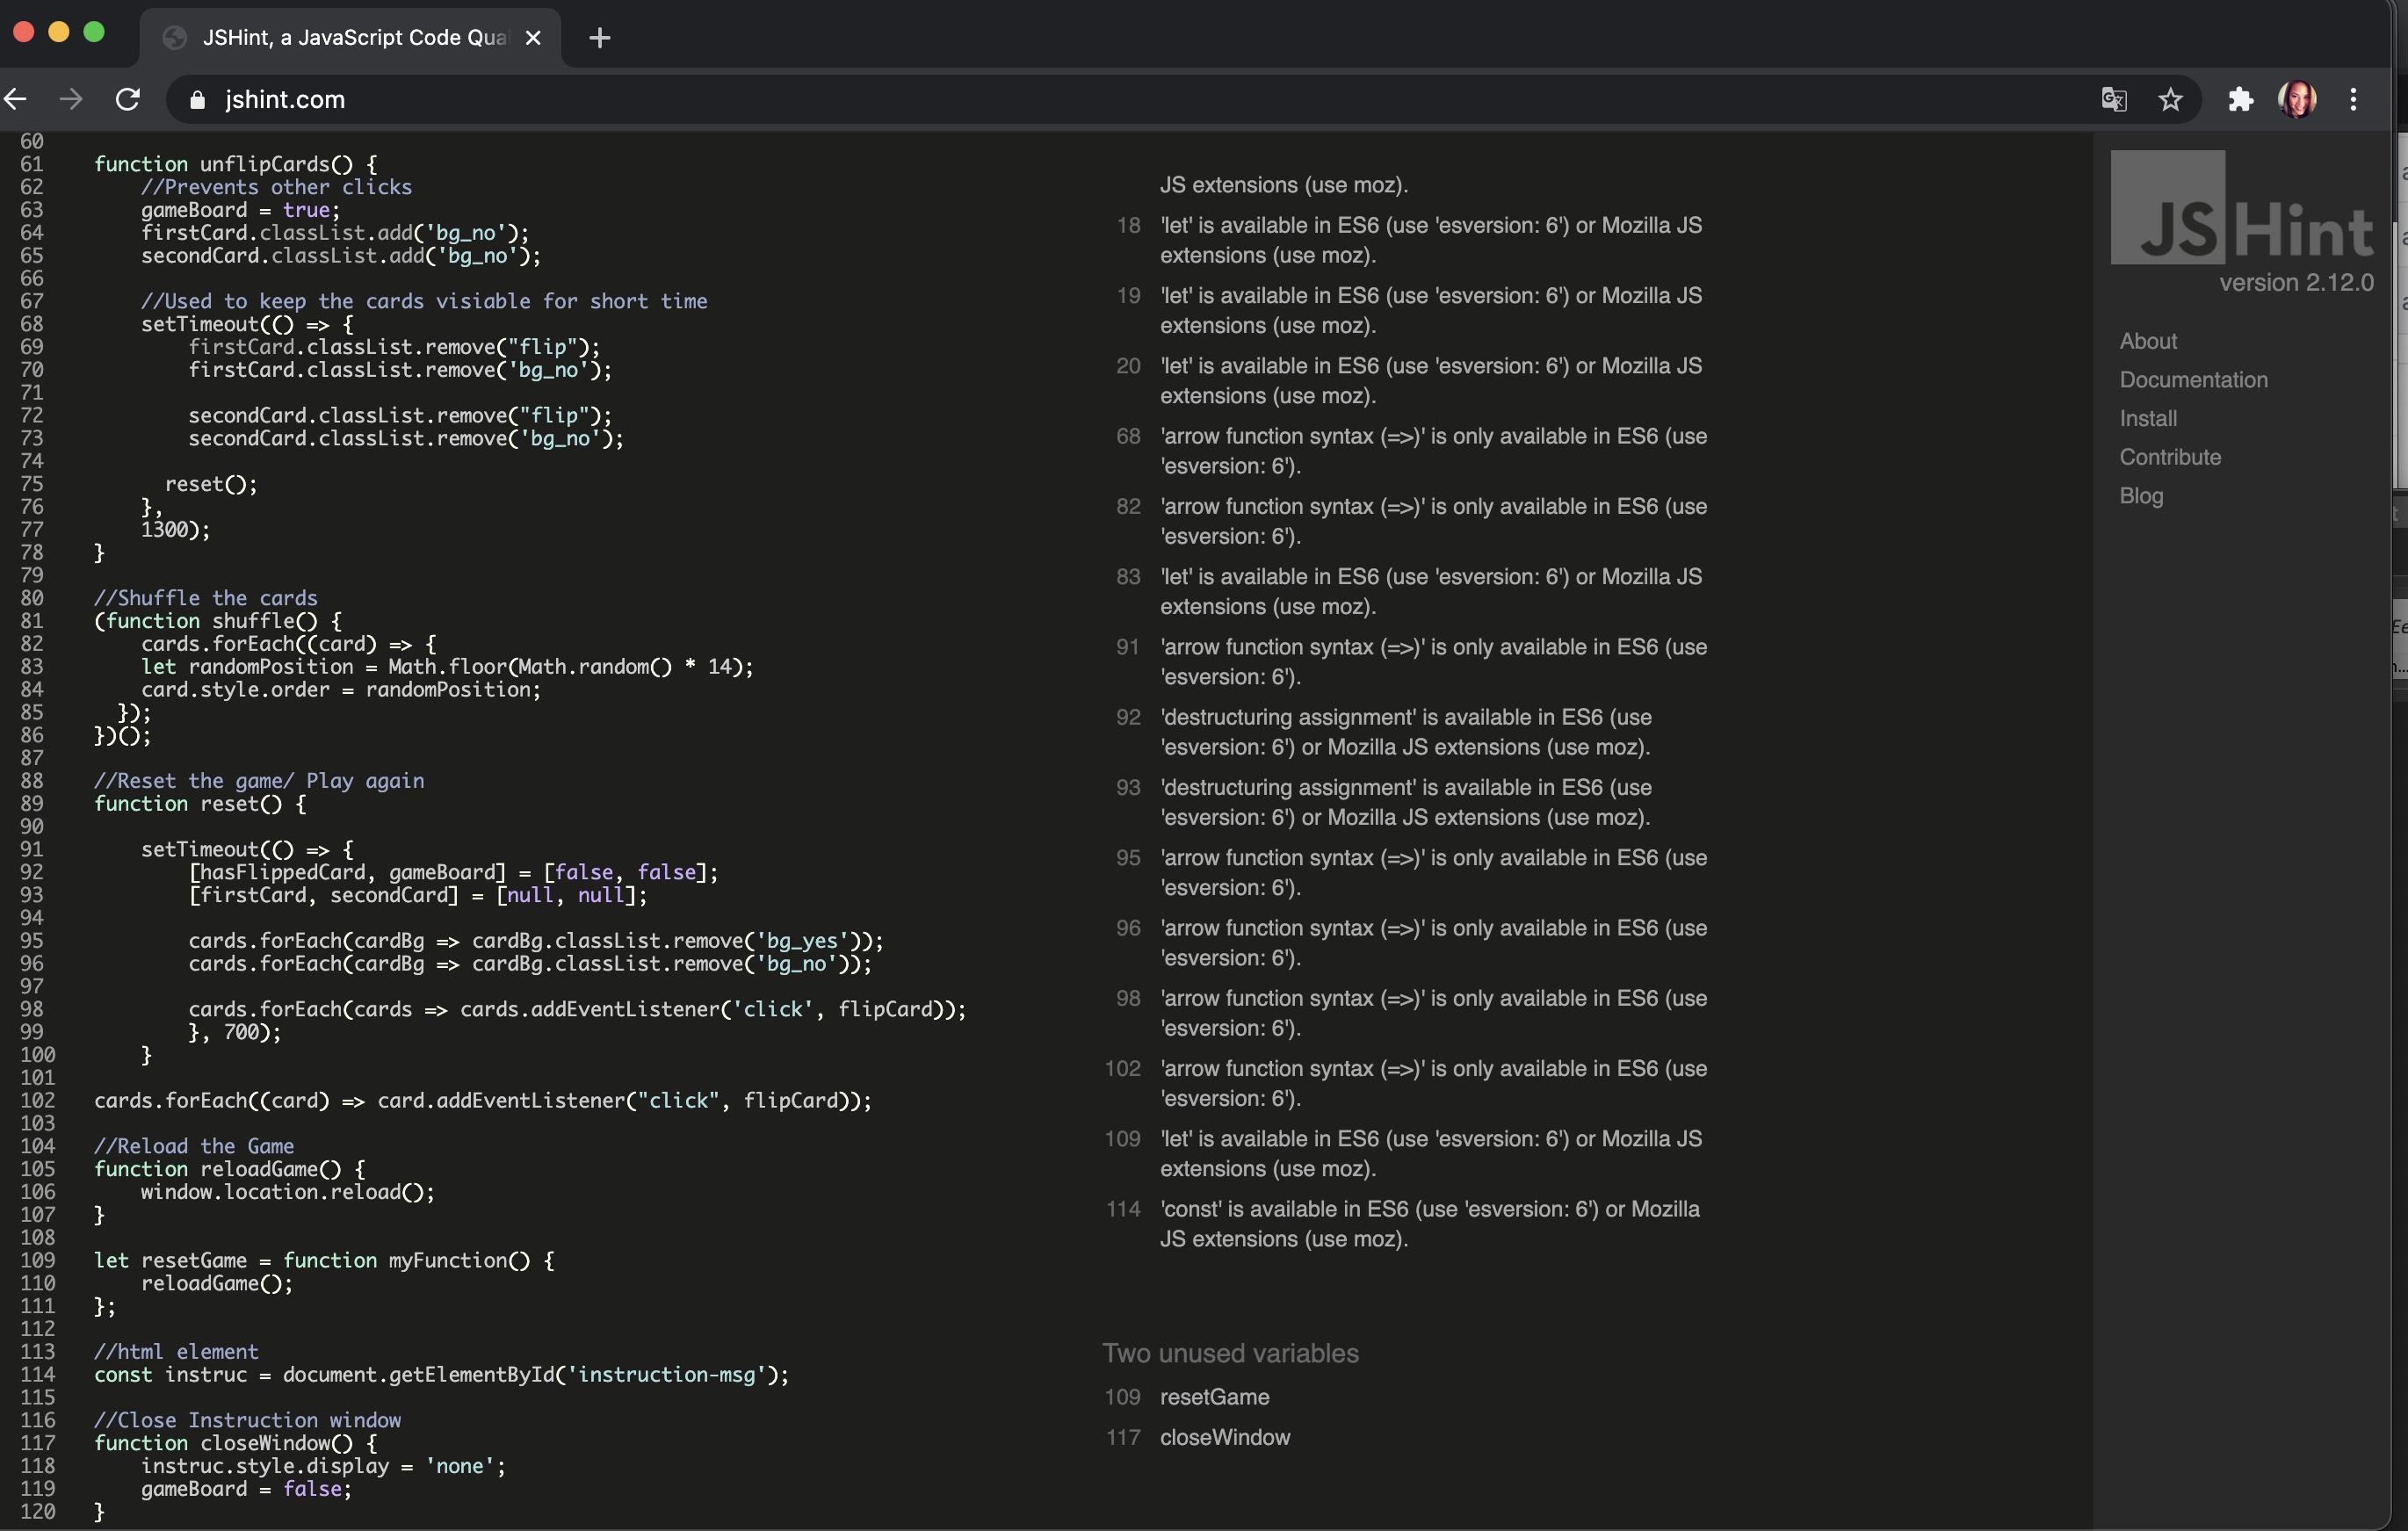 JSHint, a JavaScript Code Qua
jshint.com
60
61 function unflipCards() {
62 //Prevents other clicks
63 gameBoard = true;
64 firstCard.classList.add('bg_no');
65 secondCard.classList.add('bg_no');
66
67 //Used to keep the cards visiable for short time
68 setTimeout(() => {
69 firstCard.classList.remove("flip");
70 firstCard.classList.remove('bg_no');
71
72 secondCard.classList.remove("flip");
73 secondCard.classList.remove('bg_no');
74
75 reset();
76 },
77 1300);
78 }
79
80 //Shuffle the cards
81 (function shuffle() {
82 cards.forEach((card) => {
83 let randomPosition = Math.floor(Math.random() * 14);
84 card.style.order = randomPosition;
85 });
86 })();
87
88 //Reset the game/ Play again
89 function reset() {
90
91 setTimeout(() => {
92 [hasFlippedCard, gameBoard] = [false, false];
93 [firstCard, secondCard] = [null, null];
94
95 cards.forEach(cardBg => cardBg.classList.remove('bg_yes'));
96 cards.forEach(cardBg => cardBg.classList.remove('bg_no'));
97
98 cards.forEach(cards => cards.addEventListener('click', flipCard));
99 }, 700);
100 }
101
102 cards.forEach((card) => card.addEventListener("click", flipCard));
103
104 //Reload the Game
105 function reloadGame() {
106 window.location.reload();
107 }
108
109 let resetGame = function myFunction() {
110 reloadGame();
111 };
112
113 //html element
114 const instruc = document.getElementById('instruction-msg');
115
116 //Close Instruction window
117 function closeWindow() {
118 instruc.style.display = 'none';
119 gameBoard = false;
120 }
JS extensions (use moz).
18 'let' is available in ES6 (use 'esversion: 6') or Mozilla JS
extensions (use moz).
19 'let' is available in ES6 (use 'esversion: 6') or Mozilla JS
extensions (use moz).
20 'let' is available in ES6 (use 'esversion: 6') or Mozilla JS
extensions (use moz).
68 'arrow function syntax (=>)' is only available in ES6 (use
'esversion: 6').
82 'arrow function syntax (=>)' is only available in ES6 (use
'esversion: 6').
83 'let' is available in ES6 (use 'esversion: 6') or Mozilla JS
extensions (use moz).
91 'arrow function syntax (=>)' is only available in ES6 (use
'esversion: 6').
92 'destructuring assignment' is available in ES6 (use
'esversion: 6') or Mozilla JS extensions (use moz).
93 'destructuring assignment' is available in ES6 (use
'esversion: 6') or Mozilla JS extensions (use moz).
95 'arrow function syntax (=>)' is only available in ES6 (use
'esversion: 6').
96 'arrow function syntax (=>)' is only available in ES6 (use
'esversion: 6').
98 'arrow function syntax (=>)' is only available in ES6 (use
'esversion: 6').
102 'arrow function syntax (=>)' is only available in ES6 (use
'esversion: 6').
109 'let' is available in ES6 (use 'esversion: 6') or Mozilla JS
extensions (use moz).
114 'const' is available in ES6 (use 'esversion: 6') or Mozilla
JS extensions (use moz).
Two unused variables
109 resetGame
117 closeWindow
JSHint
version 2.12.0
About
Documentation
Install
Contribute
Blog